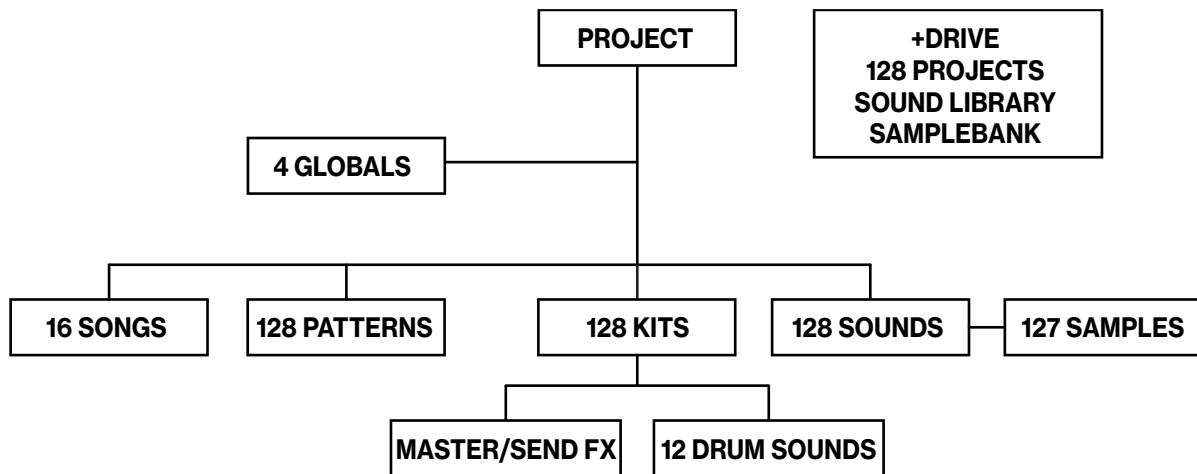 PROJECT
+DRIVE
128 PROJECTS
SOUND LIBRARY
SAMPLEBANK
4 GLOBALS
16 SONGS
128 PATTERNS
128 KITS
128 SOUNDS
127 SAMPLES
MASTER/SEND FX
12 DRUM SOUNDS